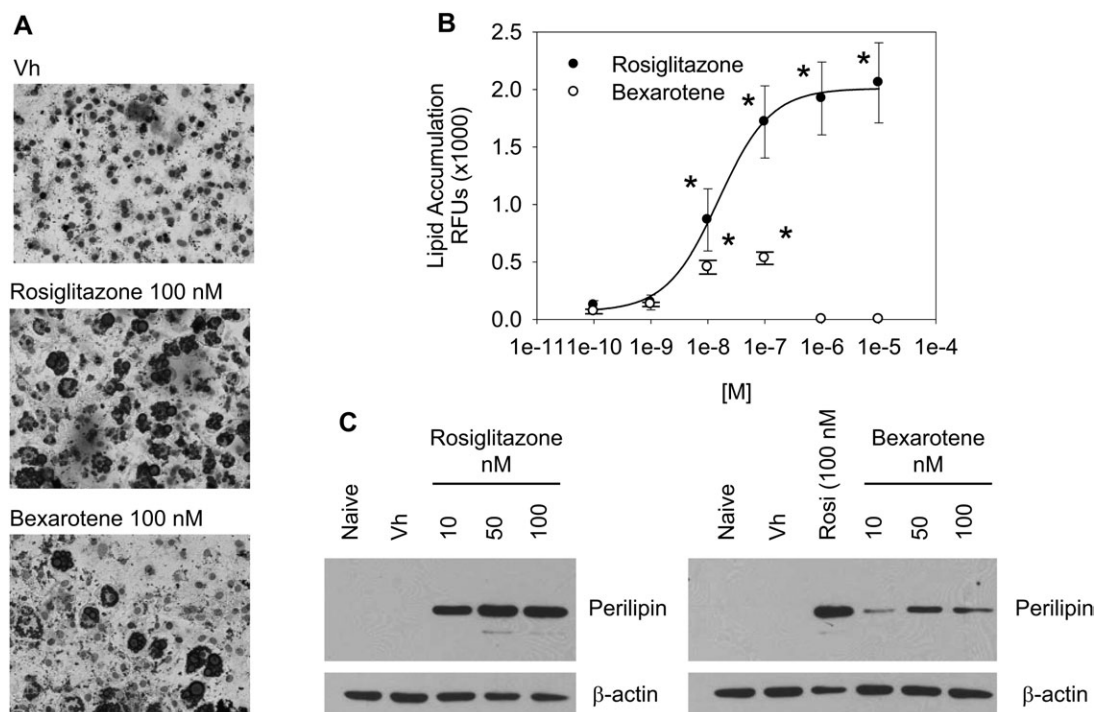 A
Vh
Rosiglitazone 100 nM
Bexarotene 100 nM
B
Lipid Accumulation
RFUs (x1000)
2.5
2.0
1.5
1.0
0.5
0.0
Rosiglitazone
Bexarotene
*
*
*
*
*
*
1e-11 1e-10 1e-9 1e-8 1e-7 1e-6 1e-5 1e-4
[M]
C
Rosiglitazone
nM
Naive
Vh
10
50
100
Perilipin
β-actin
Bexarotene
nM
Naive
Vh
Rosi (100 nM
10
50
100
Perilipin
β-actin